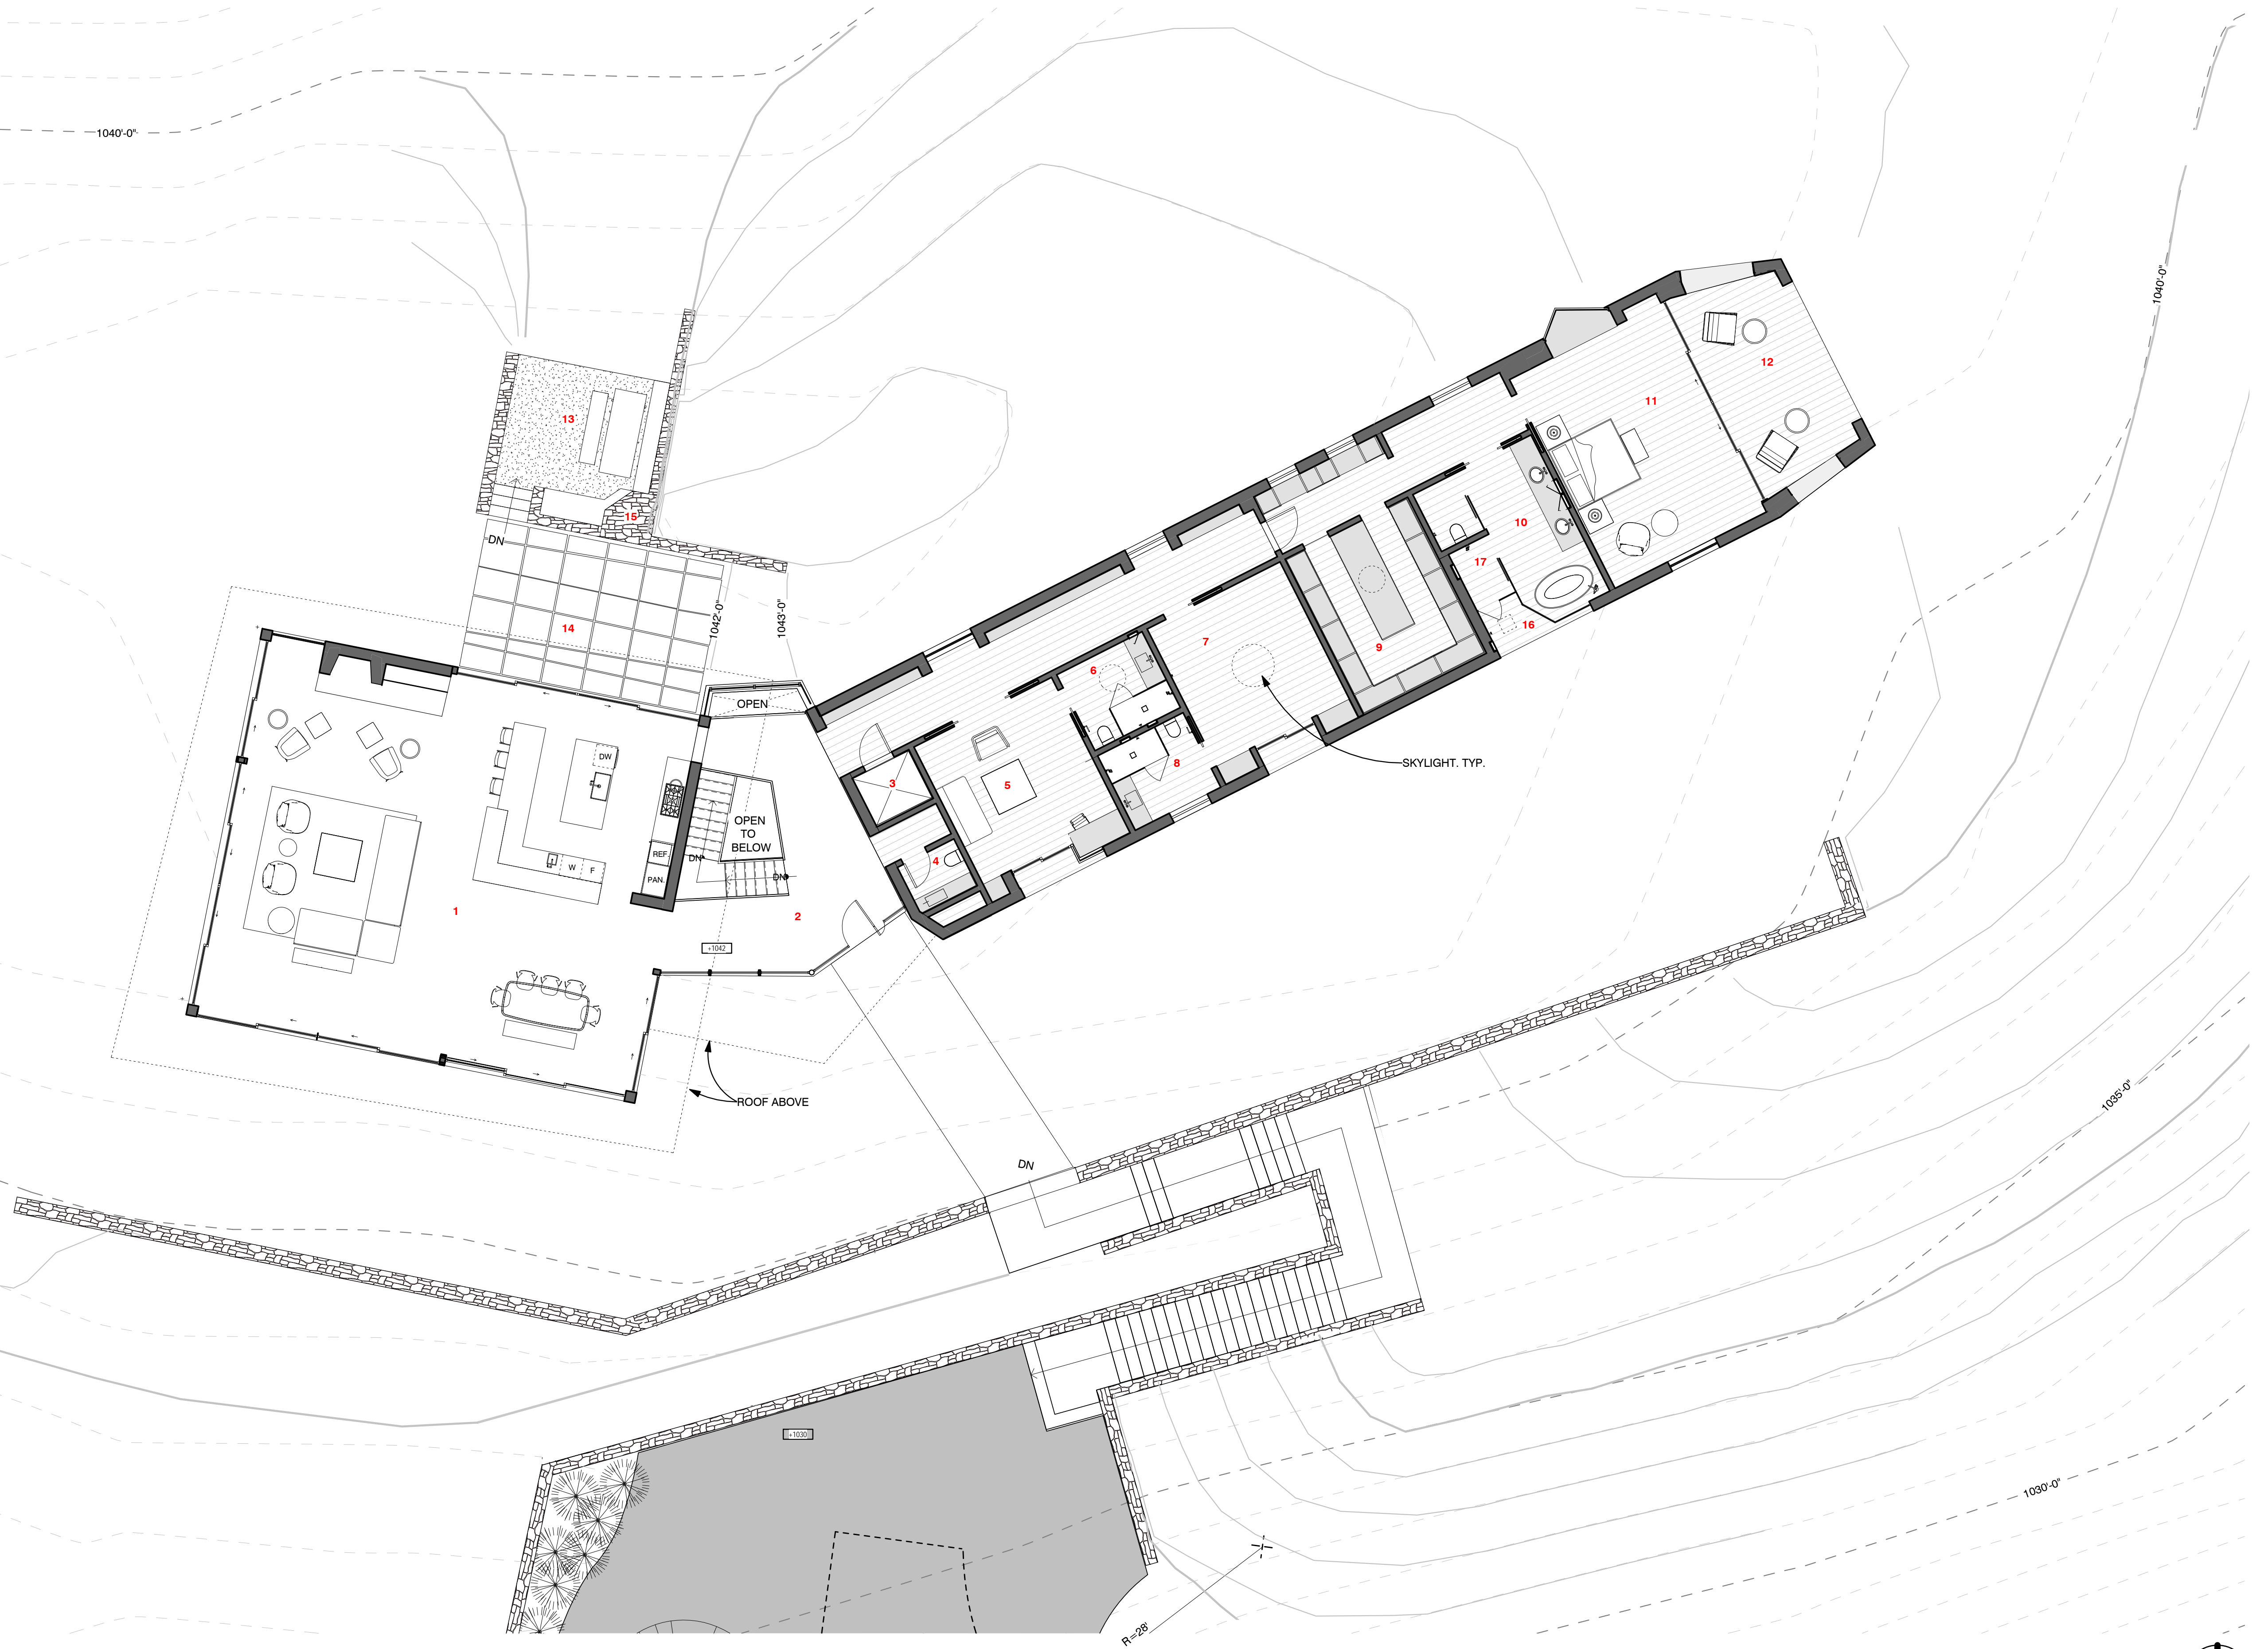 1040'-0"
1040'-0"
12
11
13
15
10
DN
17
1042'-0"
1043'-0"
14
16
7
9
6
OPEN
SKYLIGHT. TYP.
DW
8
3
5
OPEN
TO
BELOW
REF.
DN
4
W
F
DN
PAN.
1
2
+1042
1035'-0"
ROOF ABOVE
DN
+1030
1030'-0"
R=28'